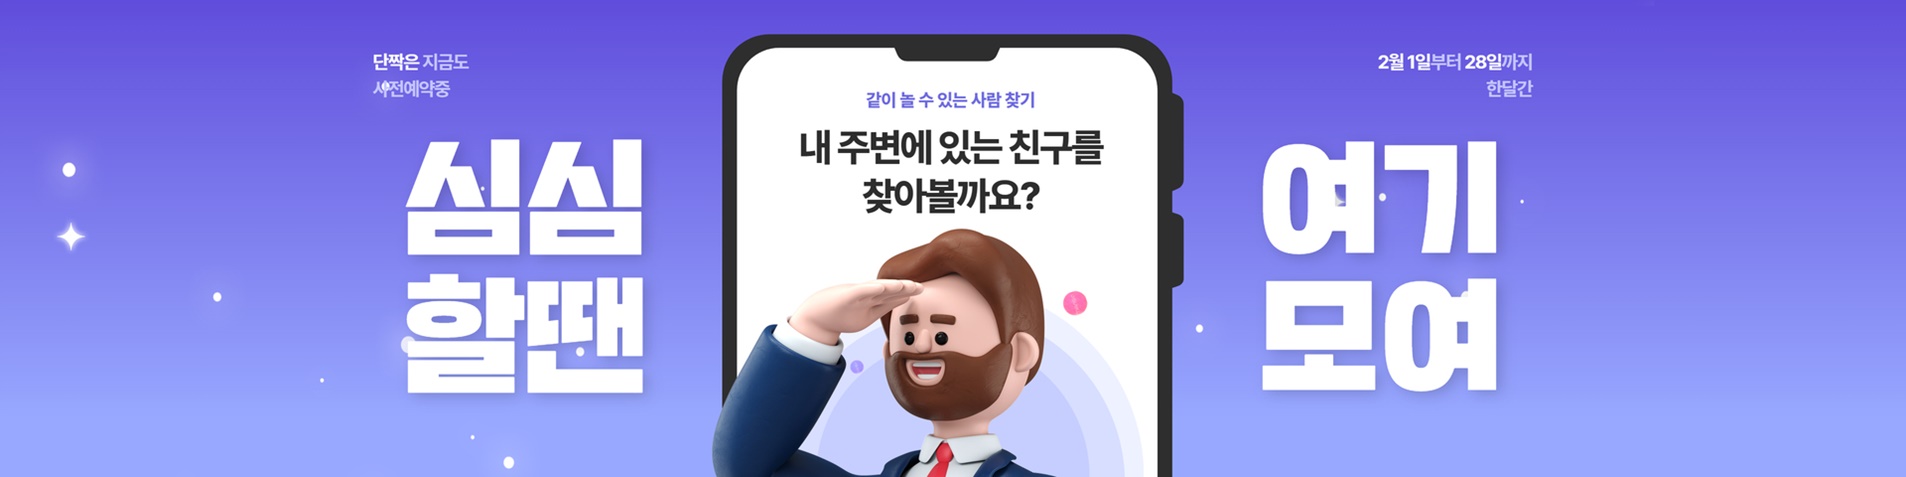 단짝은 지금도
사전예약중
심심
할땐
같이 놀 수 있는 사람 찾기
내 주변에 있는 친구를
찾아볼까요?
2월 1일부터 28일까지
한달간
여기
모여